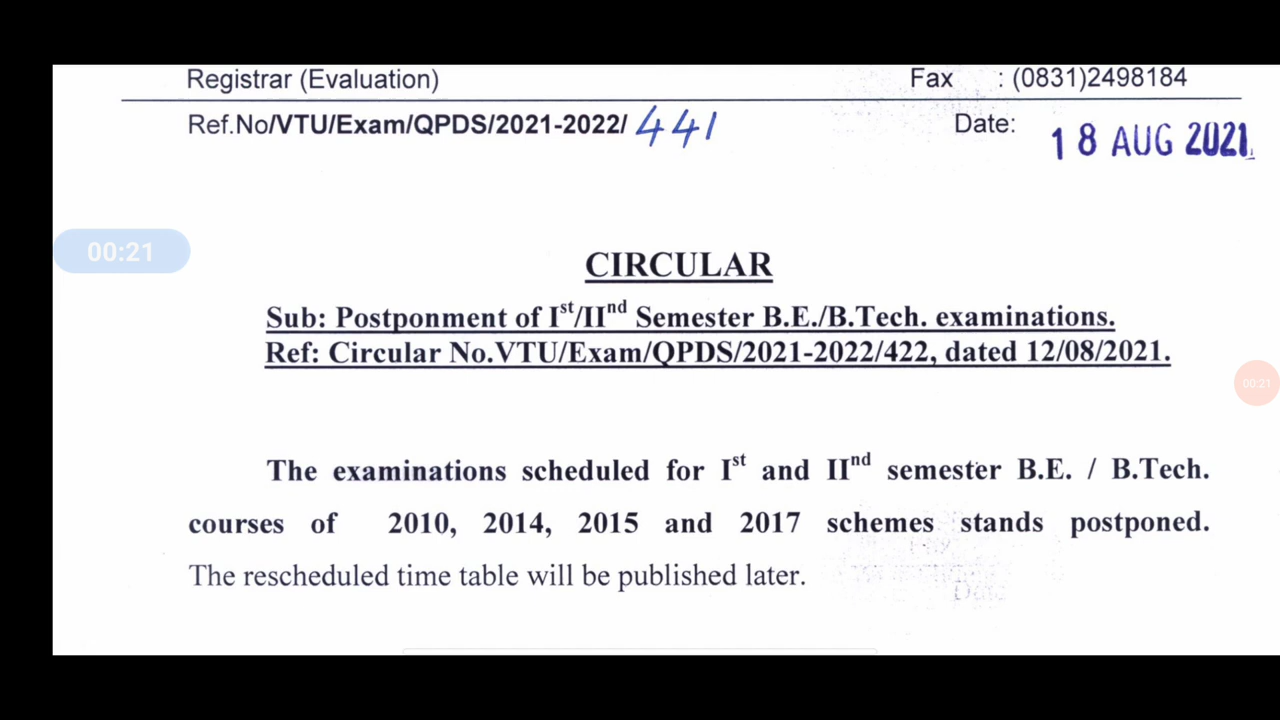 Registrar (Evaluation) Fax : (0831)2498184
Ref.No/VTU/Exam/QPDS/2021-2022/ 441 Date: 18 AUG 2021
00:21
CIRCULAR
Sub: Postponment of Ist/IInd Semester B.E./B.Tech. examinations.
Ref: Circular No.VTU/Exam/QPDS/2021-2022/422, dated 12/08/2021.
00:21
The examinations scheduled for Ist and IInd semester B.E. / B.Tech.
courses of 2010, 2014, 2015 and 2017 schemes stands postponed.
The rescheduled time table will be published later.